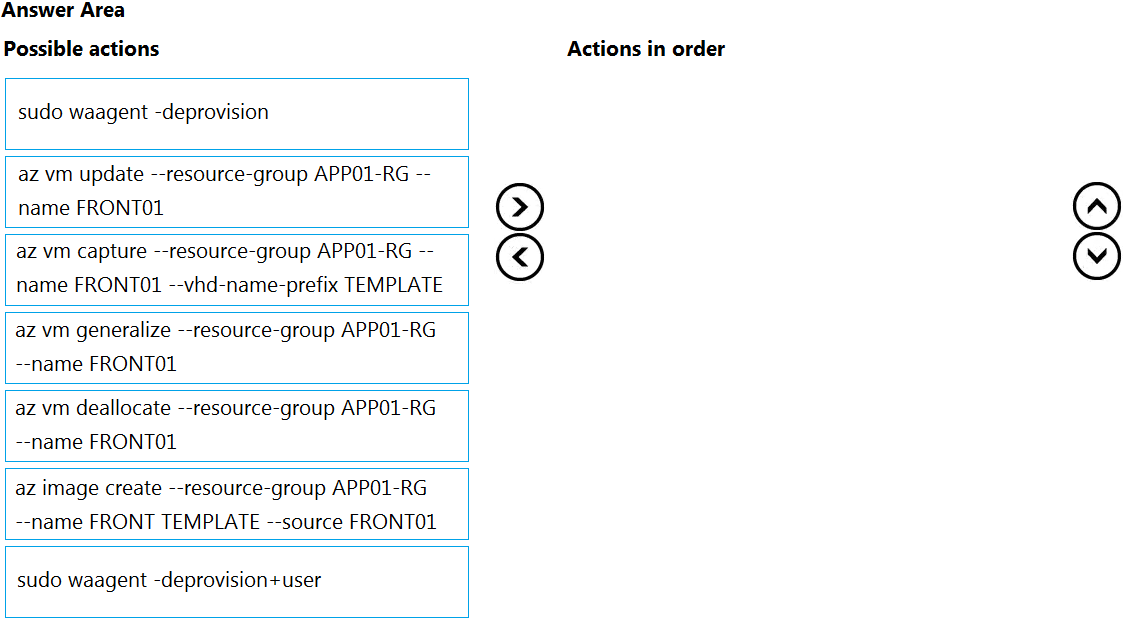 Answer Area
Possible actions
Actions in order
sudo waagent -deprovision
az vm update --resource-group APP01-RG --
name FRONT01
az vm capture --resource-group APP01-RG --
name FRONT01 --vhd-name-prefix TEMPLATE
az vm generalize --resource-group APP01-RG
--name FRONT01
az vm deallocate --resource-group APP01-RG
--name FRONT01
az image create --resource-group APP01-RG
--name FRONT TEMPLATE --source FRONT01
sudo waagent -deprovision+user